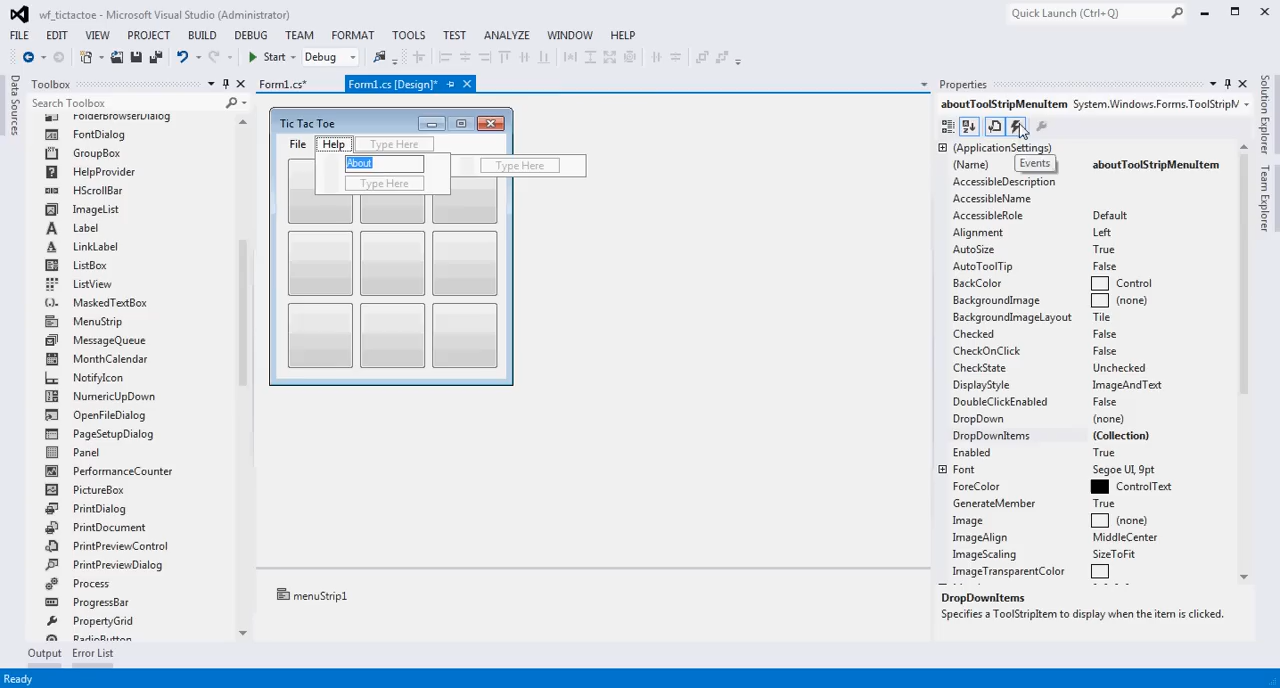 wf_tictactoe - Microsoft Visual Studio (Administrator)
Quick Launch (Ctrl+Q)
FILE EDIT VIEW PROJECT BUILD DEBUG TEAM FORMAT TOOLS TEST ANALYZE WINDOW HELP
Start Debug
Data Sources
Toolbox
Search Toolbox
FolderBrowserDialog
FontDialog
GroupBox
HelpProvider
HScrollBar
ImageList
Label
LinkLabel
ListBox
ListView
MaskedTextBox
MenuStrip
MessageQueue
MonthCalendar
NotifyIcon
NumericUpDown
OpenFileDialog
PageSetupDialog
Panel
PerformanceCounter
PictureBox
PrintDialog
PrintDocument
PrintPreviewControl
PrintPreviewDialog
Process
ProgressBar
PropertyGrid
RadioButton
Form1.cs* Form1.cs [Design]*
Tic Tac Toe
File Help Type Here
About Type Here
Type Here
menuStrip1
Properties
aboutToolStripMenuItem System.Windows.Forms.ToolStripM
Events
(ApplicationSettings)
(Name) aboutToolStripMenuItem
AccessibleDescription
AccessibleName
AccessibleRole Default
Alignment Left
AutoSize True
AutoToolTip False
BackColor Control
BackgroundImage (none)
BackgroundImageLayout Tile
Checked False
CheckOnClick False
CheckState Unchecked
DisplayStyle ImageAndText
DoubleClickEnabled False
DropDown (none)
DropDownItems (Collection)
Enabled True
Font Segoe UI, 9pt
ForeColor ControlText
GenerateMember True
Image (none)
ImageAlign MiddleCenter
ImageScaling SizeToFit
ImageTransparentColor
DropDownItems
Specifies a ToolStripItem to display when the item is clicked.
Solution Explorer
Team Explorer
Output Error List
Ready